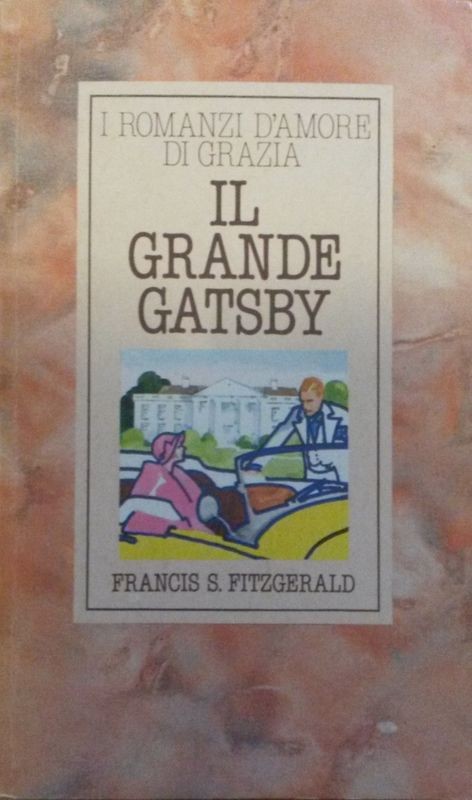 I ROMANZI D'AMORE
DI GRAZIA
IL
GRANDE
GATSBY
FRANCIS S. FITZGERALD